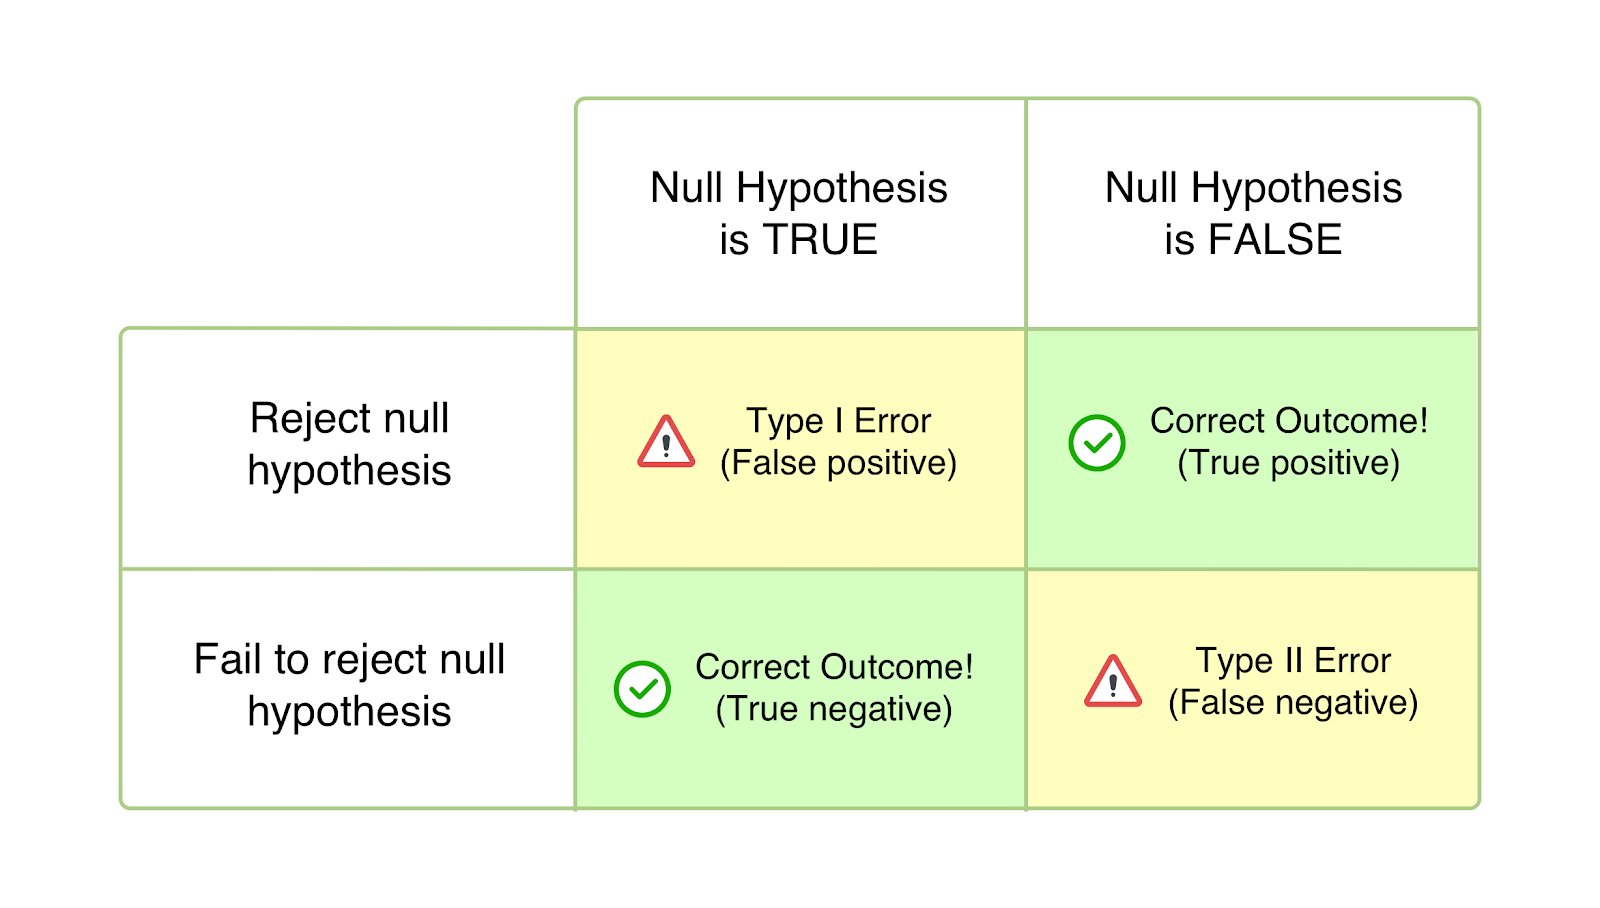 Null Hypothesis
is TRUE
Null Hypothesis
is FALSE
Reject null
hypothesis
Type I Error
(False positive)
Correct Outcome!
(True positive)
Fail to reject null
hypothesis
Correct Outcome!
(True negative)
Type II Error
(False negative)